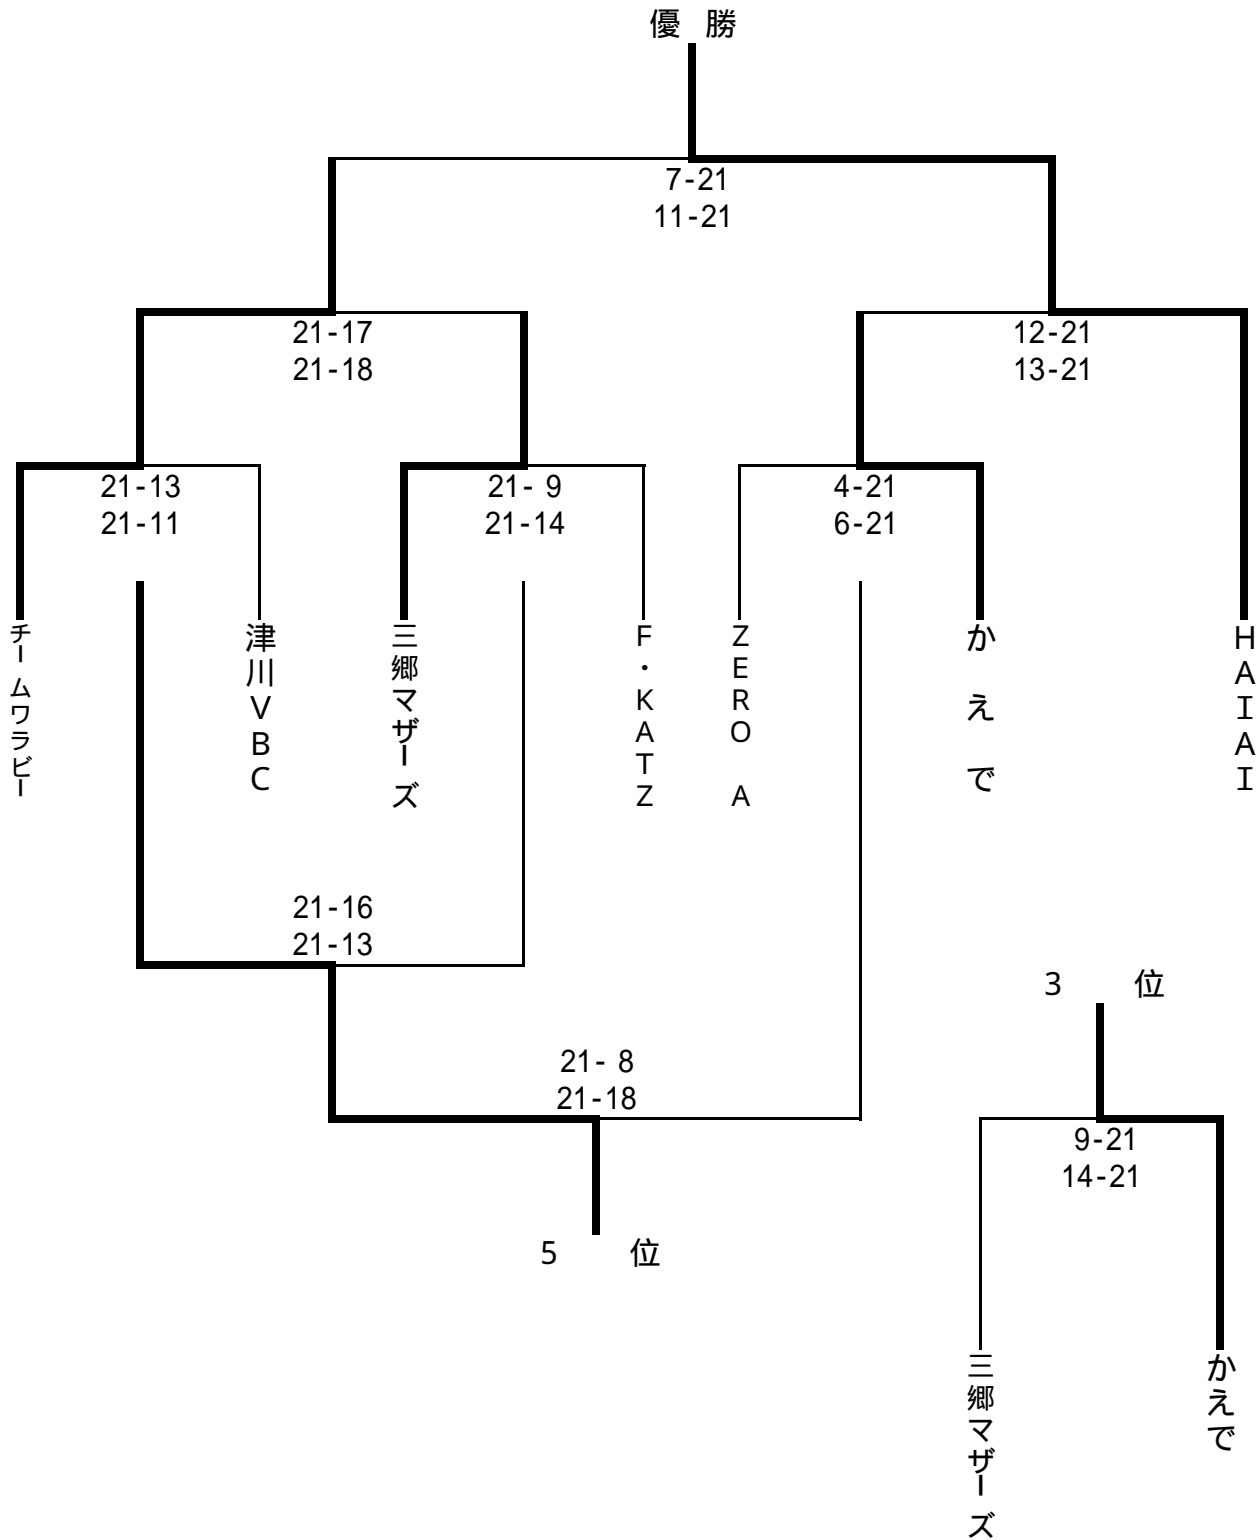 優 勝
7-21
11-21
21-17
21-18
12-21
13-21
21-13
21-11
21- 9
21-14
4-21
6-21
チームワラビー
津川VBC
三郷マザーズ
F・KATZ
ZERO A
かえで
HAIAI
21-16
21-13
3 位
21- 8
21-18
9-21
14-21
5 位
三郷マザーズ
かえで